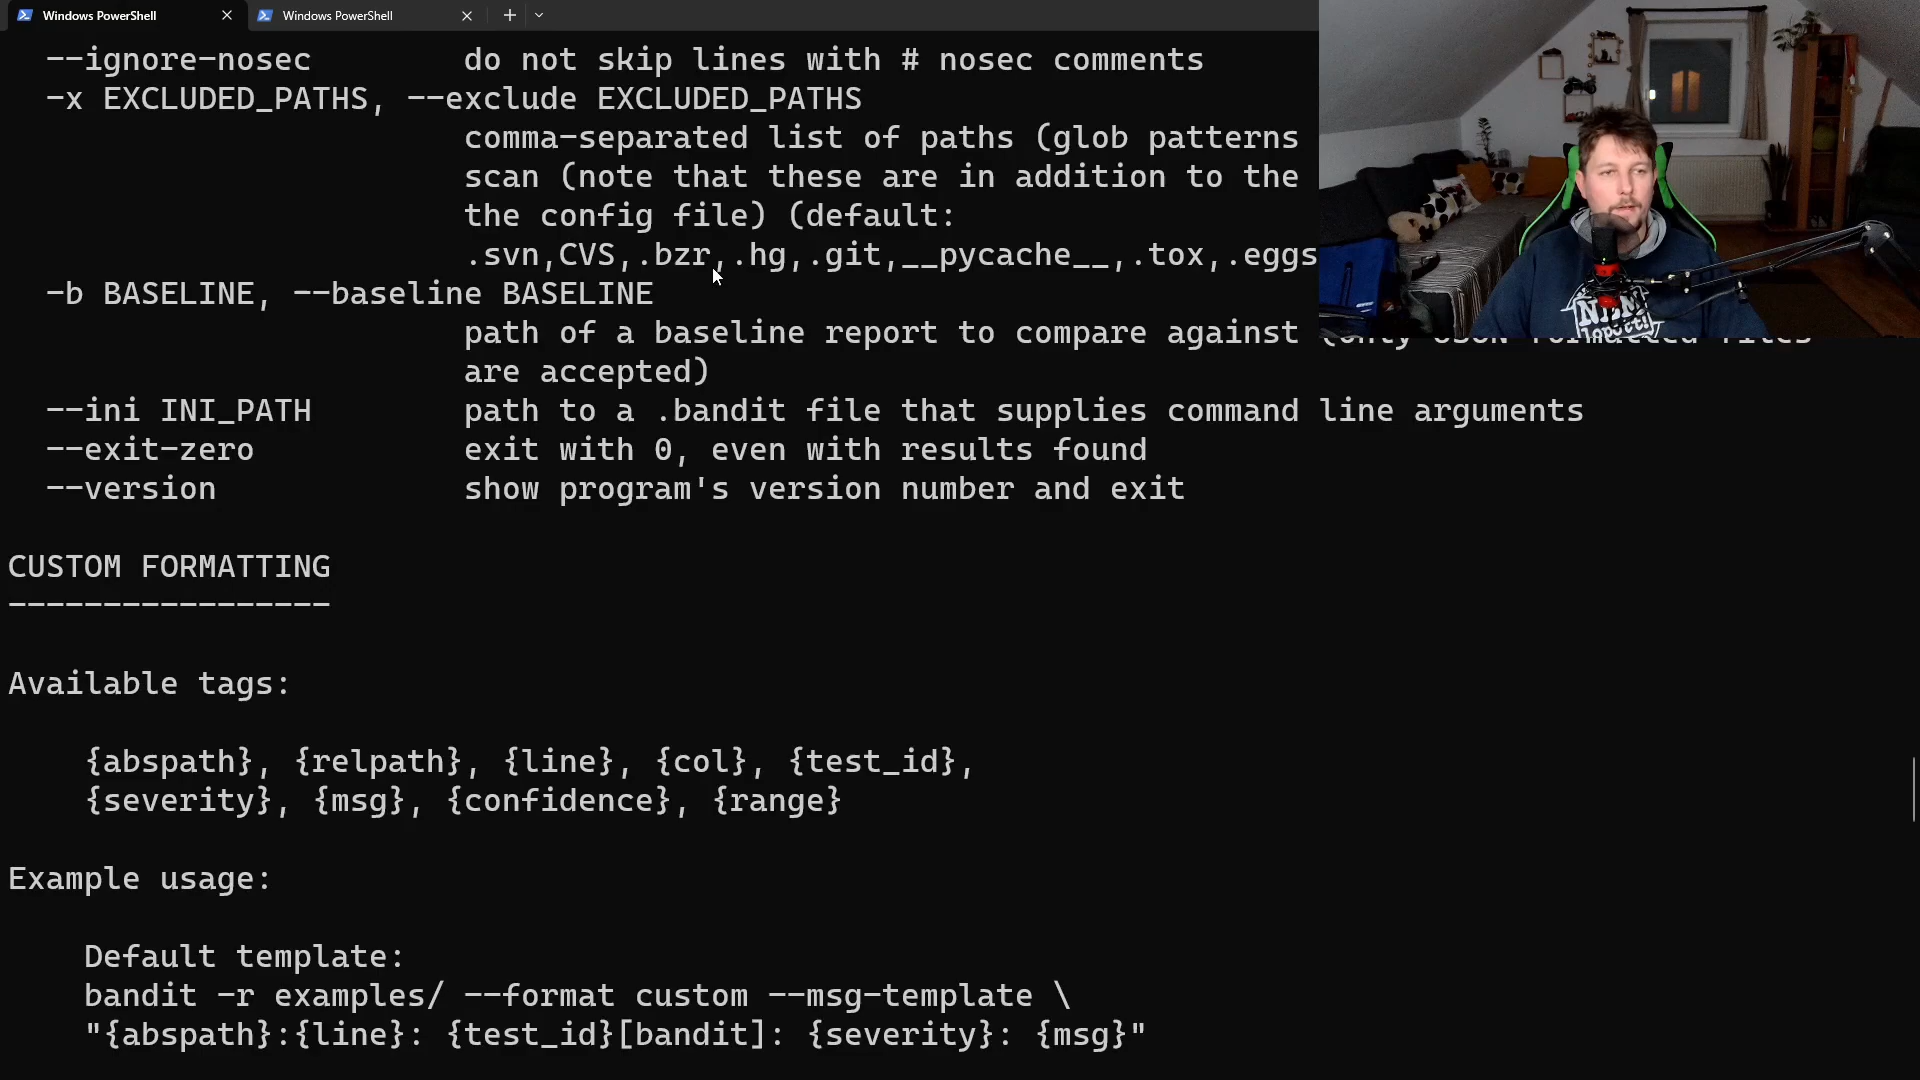 Windows PowerShell
Windows PowerShell
--ignore-nosec do not skip lines with # nosec comments
-x EXCLUDED_PATHS, --exclude EXCLUDED_PATHS
comma-separated list of paths (glob patterns
scan (note that these are in addition to the
the config file) (default:
.svn,CVS,.bzr,.hg,.git,__pycache__,.tox,.eggs
-b BASELINE, --baseline BASELINE
path of a baseline report to compare against (only JSON-formatted files
are accepted)
--ini INI_PATH path to a .bandit file that supplies command line arguments
--exit-zero exit with 0, even with results found
--version show program's version number and exit
CUSTOM FORMATTING
-----------------
Available tags:
{abspath}, {relpath}, {line}, {col}, {test_id},
{severity}, {msg}, {confidence}, {range}
Example usage:
Default template:
bandit -r examples/ --format custom --msg-template \
"{abspath}:{line}: {test_id}[bandit]: {severity}: {msg}"